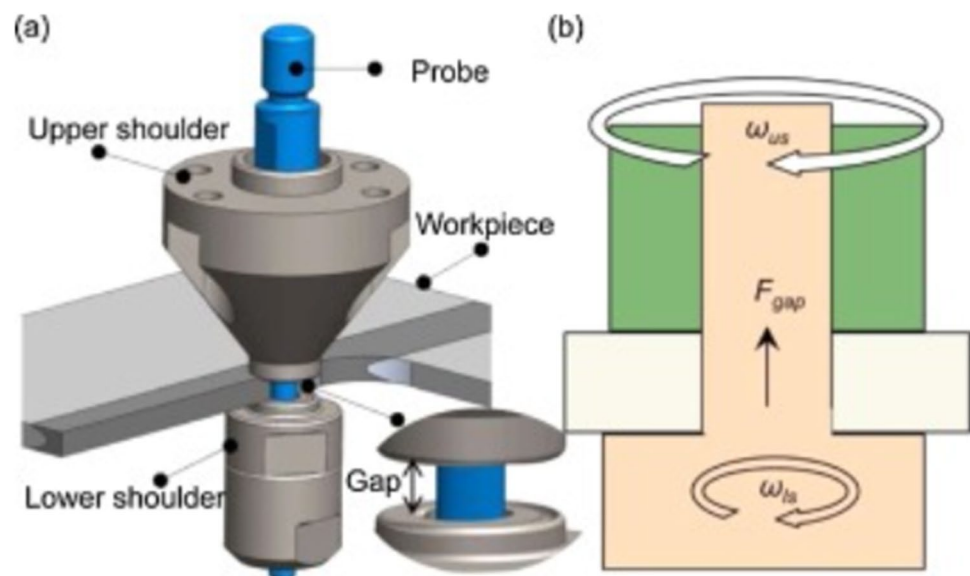 (a)
Probe
Upper shoulder
Workpiece
Lower shoulder
Gap
(b)
ωus
Fgap
ωls